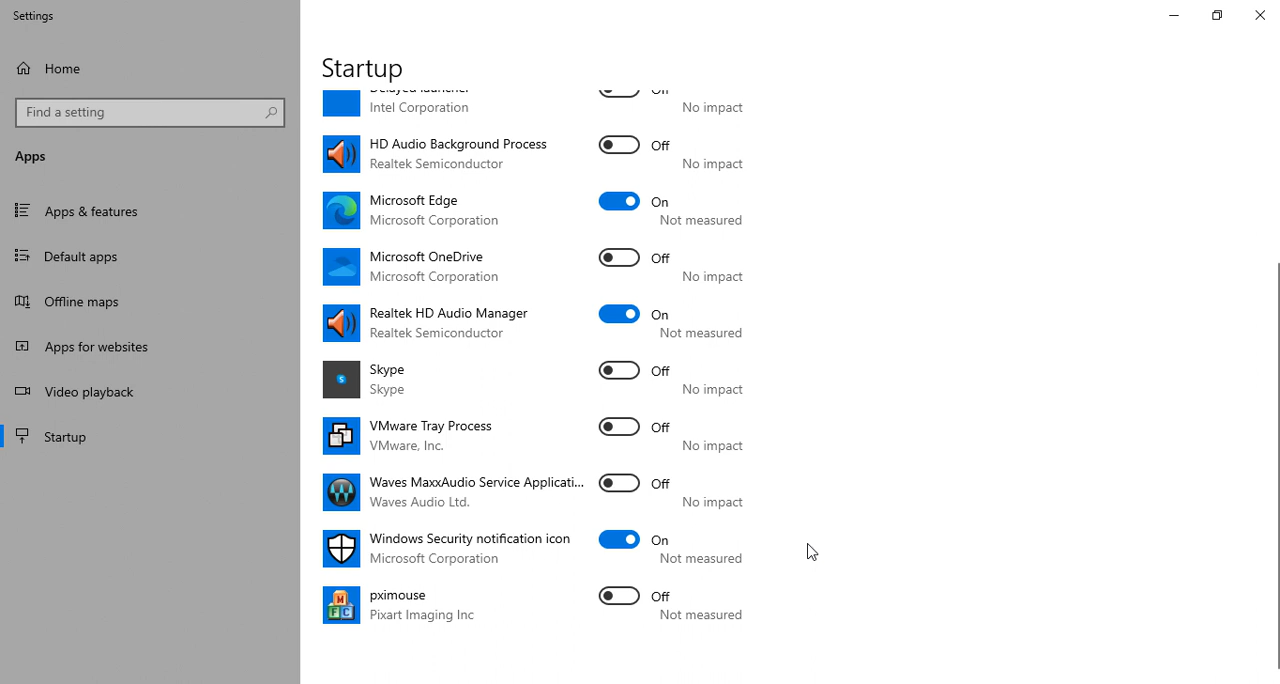 Settings
Home
Find a setting
Apps
Apps & features
Default apps
Offline maps
Apps for websites
Video playback
Startup
Startup
Delayed launcher Off
Intel Corporation No impact
HD Audio Background Process Off
Realtek Semiconductor No impact
Microsoft Edge On
Microsoft Corporation Not measured
Microsoft OneDrive Off
Microsoft Corporation No impact
Realtek HD Audio Manager On
Realtek Semiconductor Not measured
Skype Off
Skype No impact
VMware Tray Process Off
VMware, Inc. No impact
Waves MaxxAudio Service Applicati... Off
Waves Audio Ltd. No impact
Windows Security notification icon On
Microsoft Corporation Not measured
pximouse Off
Pixart Imaging Inc Not measured